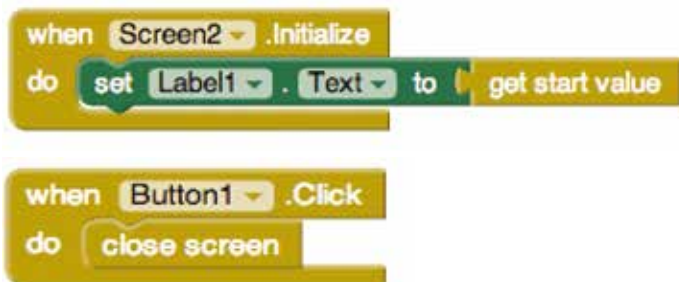 when Screen2 .Initialize
do set Label1 . Text to get start value
when Button1 .Click
do close screen